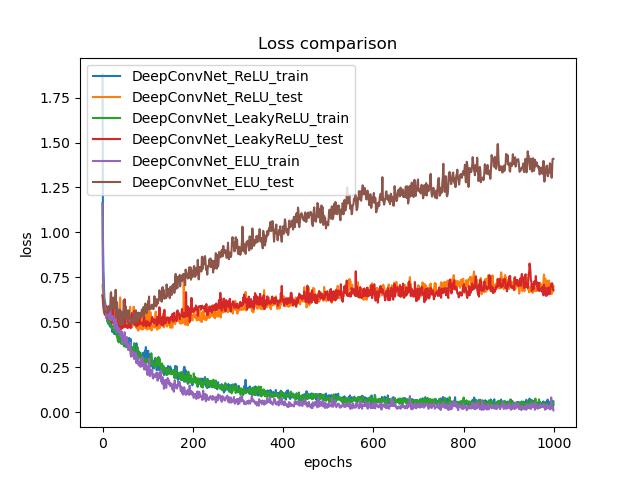 Loss comparison
DeepConvNet_ReLU_train
DeepConvNet_ReLU_test
DeepConvNet_LeakyReLU_train
DeepConvNet_LeakyReLU_test
DeepConvNet_ELU_train
DeepConvNet_ELU_test
1.75
1.50
1.25
1.00
0.75
0.50
0.25
0.00
loss
0 200 400 600 800 1000
epochs